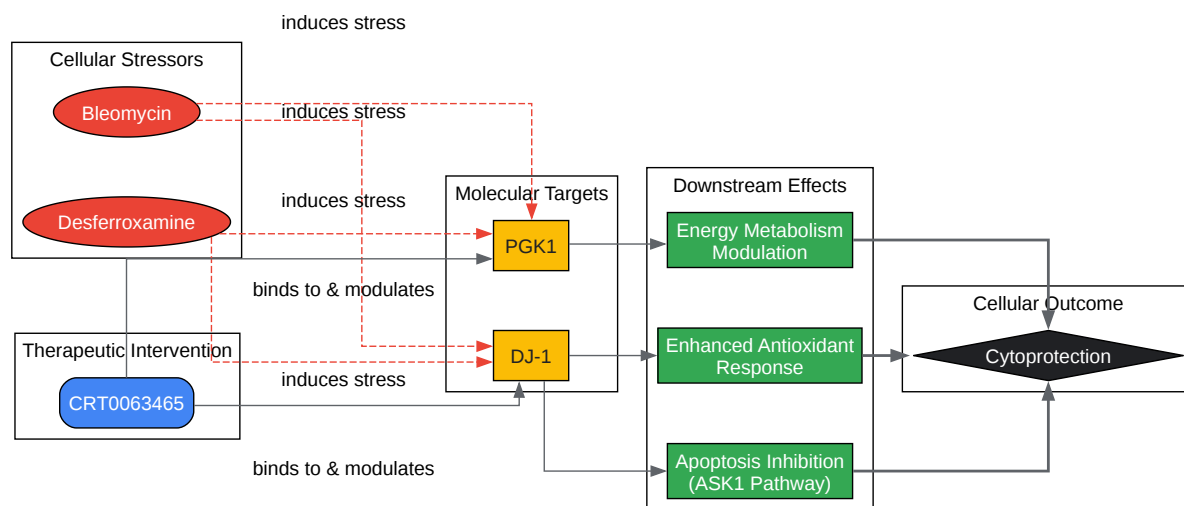 induces stress
Cellular Stressors
Bleomycin
induces stress
Desferroxamine
induces stress
Molecular Targets
Downstream Effects
PGK1
Energy Metabolism
Modulation
binds to & modulates
Cellular Outcome
Therapeutic Intervention
DJ-1
Enhanced Antioxidant
Response
Cytoprotection
induces stress
CRT0063465
binds to & modulates
Apoptosis Inhibition
(ASK1 Pathway)